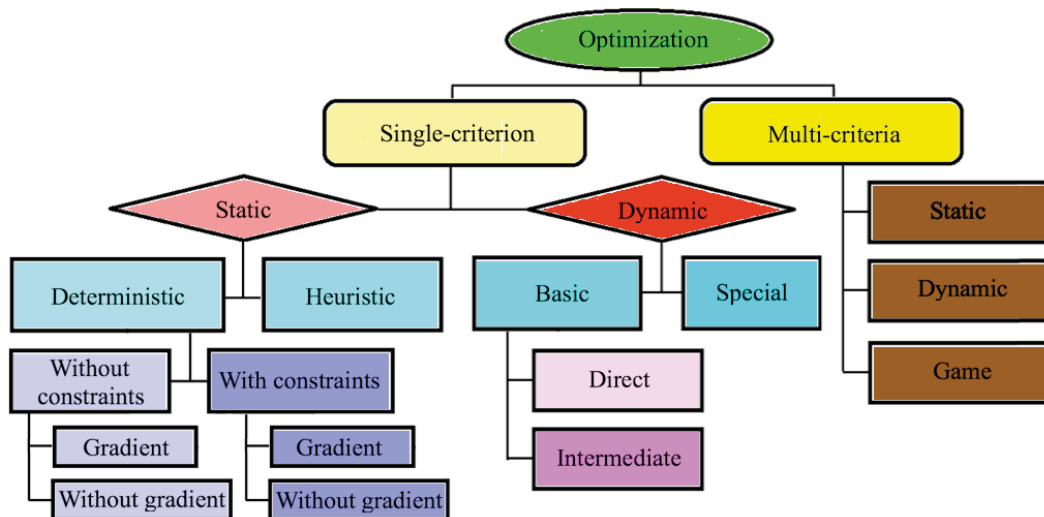 Optimization
Single-criterion
Multi-criteria
Static
Dynamic
Static
Deterministic
Heuristic
Basic
Special
Dynamic
Without
constraints
With constraints
Direct
Game
Gradient
Gradient
Intermediate
Without gradient
Without gradient